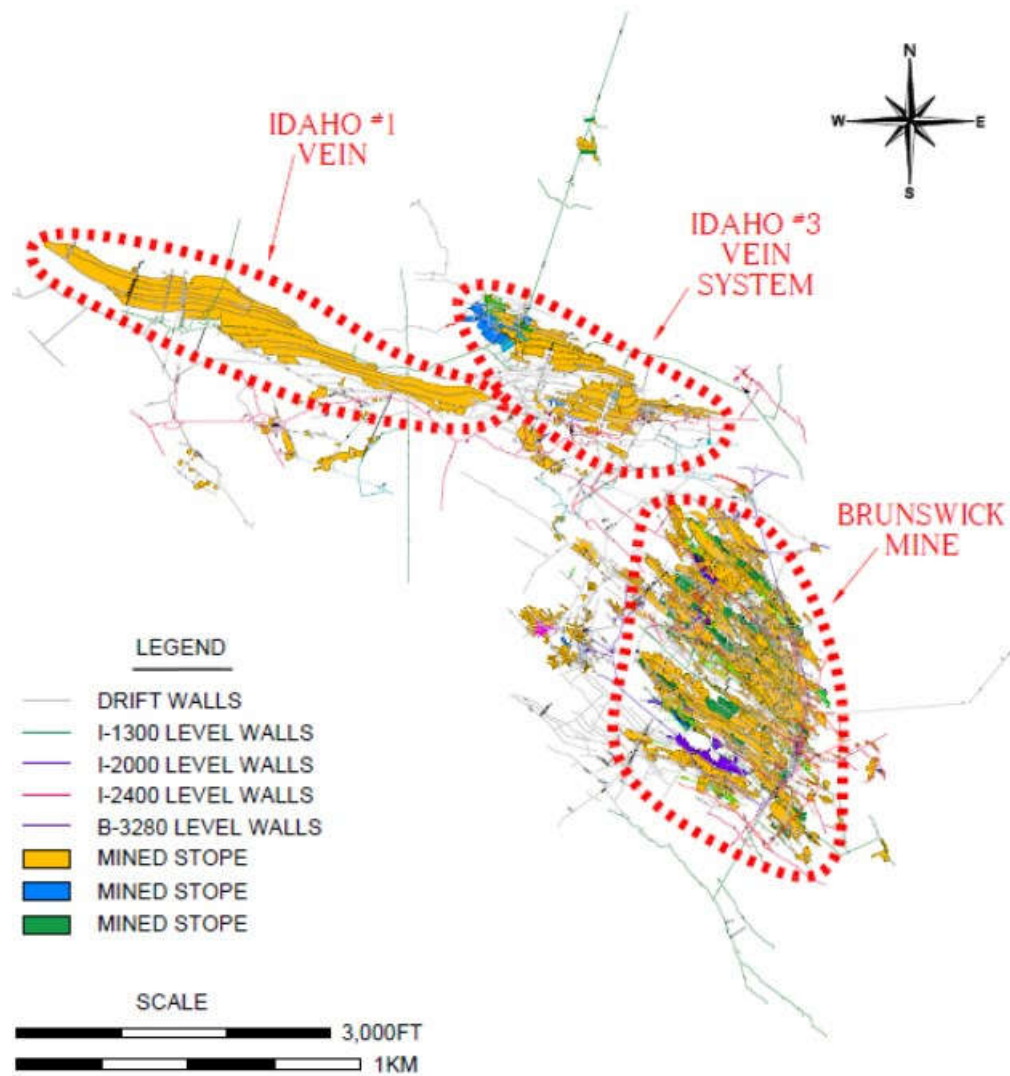 N
W
E
S
IDAHO #1
VEIN
IDAHO #3
VEIN
SYSTEM
BRUNSWICK
MINE
LEGEND
DRIFT WALLS
I-1300 LEVEL WALLS
I-2000 LEVEL WALLS
I-2400 LEVEL WALLS
B-3280 LEVEL WALLS
MINED STOPE
MINED STOPE
MINED STOPE
SCALE
3,000FT
1KM